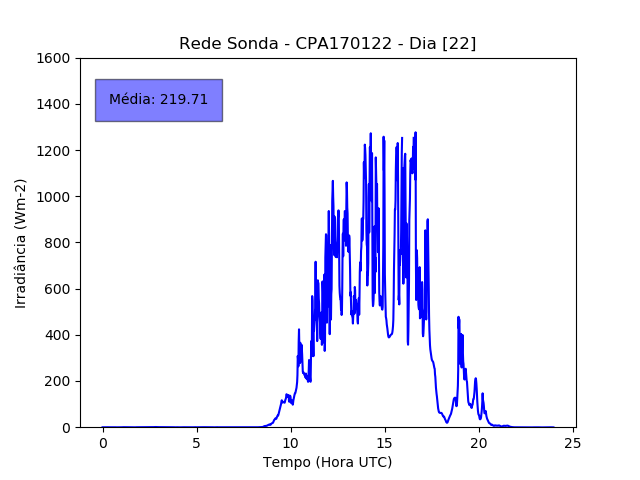 Rede Sonda - CPA170122 - Dia [22]
Média: 219.71
1600
1400
1200
1000
800
600
400
200
0
Irradiância (Wm-2)
0 5 10 15 20 25
Tempo (Hora UTC)